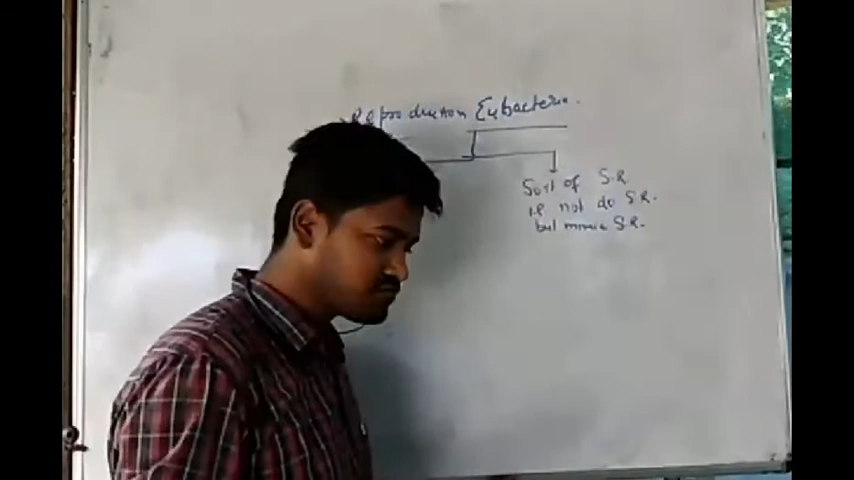 Reproduction Eubacteria.
Sort of S.R
i.e not do S.R.
but mimic S.R.